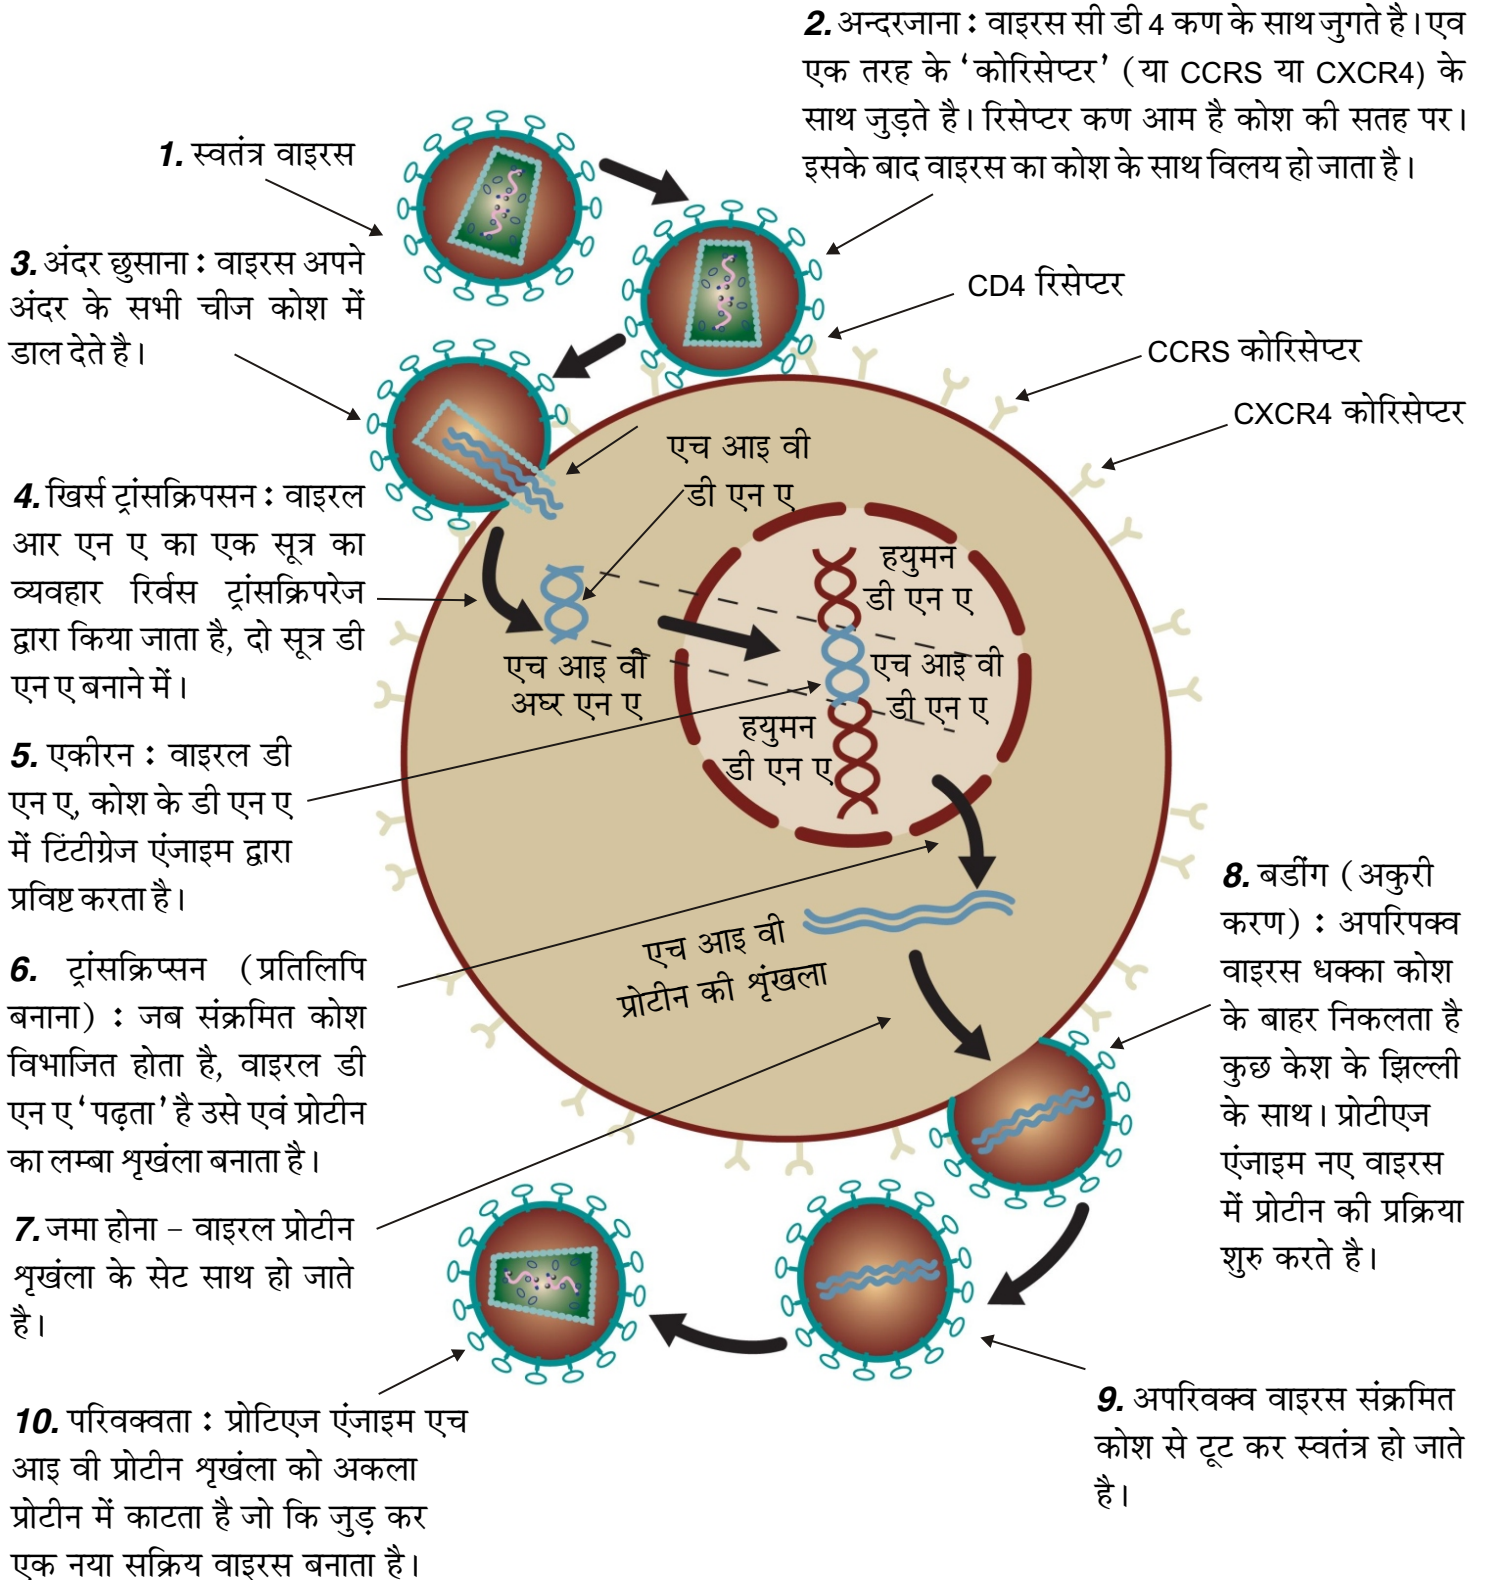 1. स्वतंत्र वाइरस
2. अन्दरजाना : वाइरस सी डी 4 कण के साथ जुगते है। एव
एक तरह के ‘कोरिसेप्टर’ (या CCRS या CXCR4) के
साथ जुड़ते है। रिसेप्टर कण आम है कोश की सतह पर।
इसके बाद वाइरस का कोश के साथ विलय हो जाता है।
CD4 रिसेप्टर
CCRS कोरिसेप्टर
CXCR4 कोरिसेप्टर
3. अंदर छुसाना : वाइरस अपने
अंदर के सभी चीज कोश में
डाल देते है।
4. खिर्स ट्रांसक्रिपसन : वाइरल
आर एन ए का एक सूत्र का
व्यवहार रिर्वस ट्रांसक्रिपरेज
द्वारा किया जाता है, दो सूत्र डी
एन ए बनाने में।
एच आइ वी
डी एन ए
एच आइ वी
अघ्र एन ए
हयुमन
डी एन ए
एच आइ वी
डी एन ए
हयुमन
डी एन ए
5. एकीरन : वाइरल डी
एन ए, कोश के डी एन ए
में टिंटीग्रेज एंजाइम द्वारा
प्रविष्ट करता है।
6. ट्रांसक्रिप्सन (प्रतिलिपि
बनाना) : जब संक्रमित कोश
विभाजित होता है, वाइरल डी
एन ए ‘पढ़ता’ है उसे एवं प्रोटीन
का लम्बा शृखंला बनाता है।
एच आइ वी
प्रोटीन की शृंखला
7. जमा होना – वाइरल प्रोटीन
शृखंला के सेट साथ हो जाते
है।
8. बडींग (अकुरी
करण) : अपरिपक्व
वाइरस धक्का कोश
के बाहर निकलता है
कुछ केश के झिल्ली
के साथ। प्रोटीएज
एंजाइम नए वाइरस
में प्रोटीन की प्रक्रिया
शुरु करते है।
9. अपरिवक्व वाइरस संक्रमित
कोश से टूट कर स्वतंत्र हो जाते
है।
10. परिवक्वता : प्रोटिएज एंजाइम एच
आइ वी प्रोटीन शृखंला को अकला
प्रोटीन में काटता है जो कि जुड़ कर
एक नया सक्रिय वाइरस बनाता है।